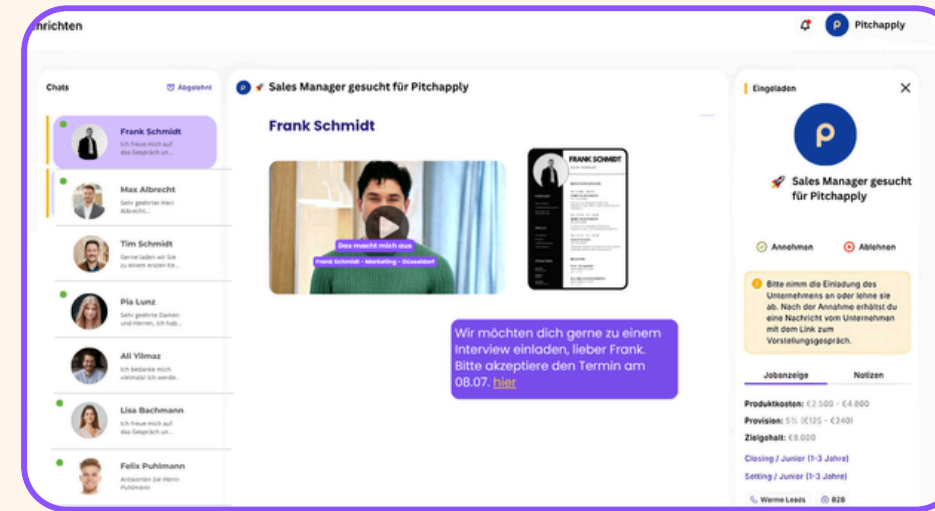 nrichten
Pitchapply
Chats
Abgelehnt
Frank Schmidt
Ich freue mich auf
das Gespräch un...
Max Albrecht
Sehr geehrter Herr
Albrecht...
Tim Schmidt
Gerne laden wir Sie
zu einem ersten Ke...
Pia Lunz
Sehr geehrte Damen
und Herren, ich hab...
Ali Yilmaz
Ich bedanke mich
vielmals! Ich werde..
Lisa Bachmann
Ich freue mich auf
das Gespräch un...
Felix Puhlmann
Antworten Sie Herrn
Puhlmann
🚀 Sales Manager gesucht für Pitchapply
Frank Schmidt
Das macht mich aus
Frank Schmidt - Marketing - Düsseldorf
FRANK SCHMIDT
Wir möchten dich gerne zu einem
Interview einladen, lieber Frank.
Bitte akzeptiere den Termin am
08.07. hier
Eingeladen
🚀 Sales Manager gesucht
für Pitchapply
Annehmen
Ablehnen
Bitte nimm die Einladung des
Unternehmens an oder lehne sie
ab. Nach der Annahme erhältst du
eine Nachricht vom Unternehmen
mit dem Link zum
Vorstellungsgespräch.
Jobanzeige
Notizen
Produktkosten: €2.500 - €4.800
Provision: 5% (€125 - €240)
Zielgehalt: €8.000
Closing / Junior (1-3 Jahre)
Setting / Junior (1-3 Jahre)
Warme Leads
B2B